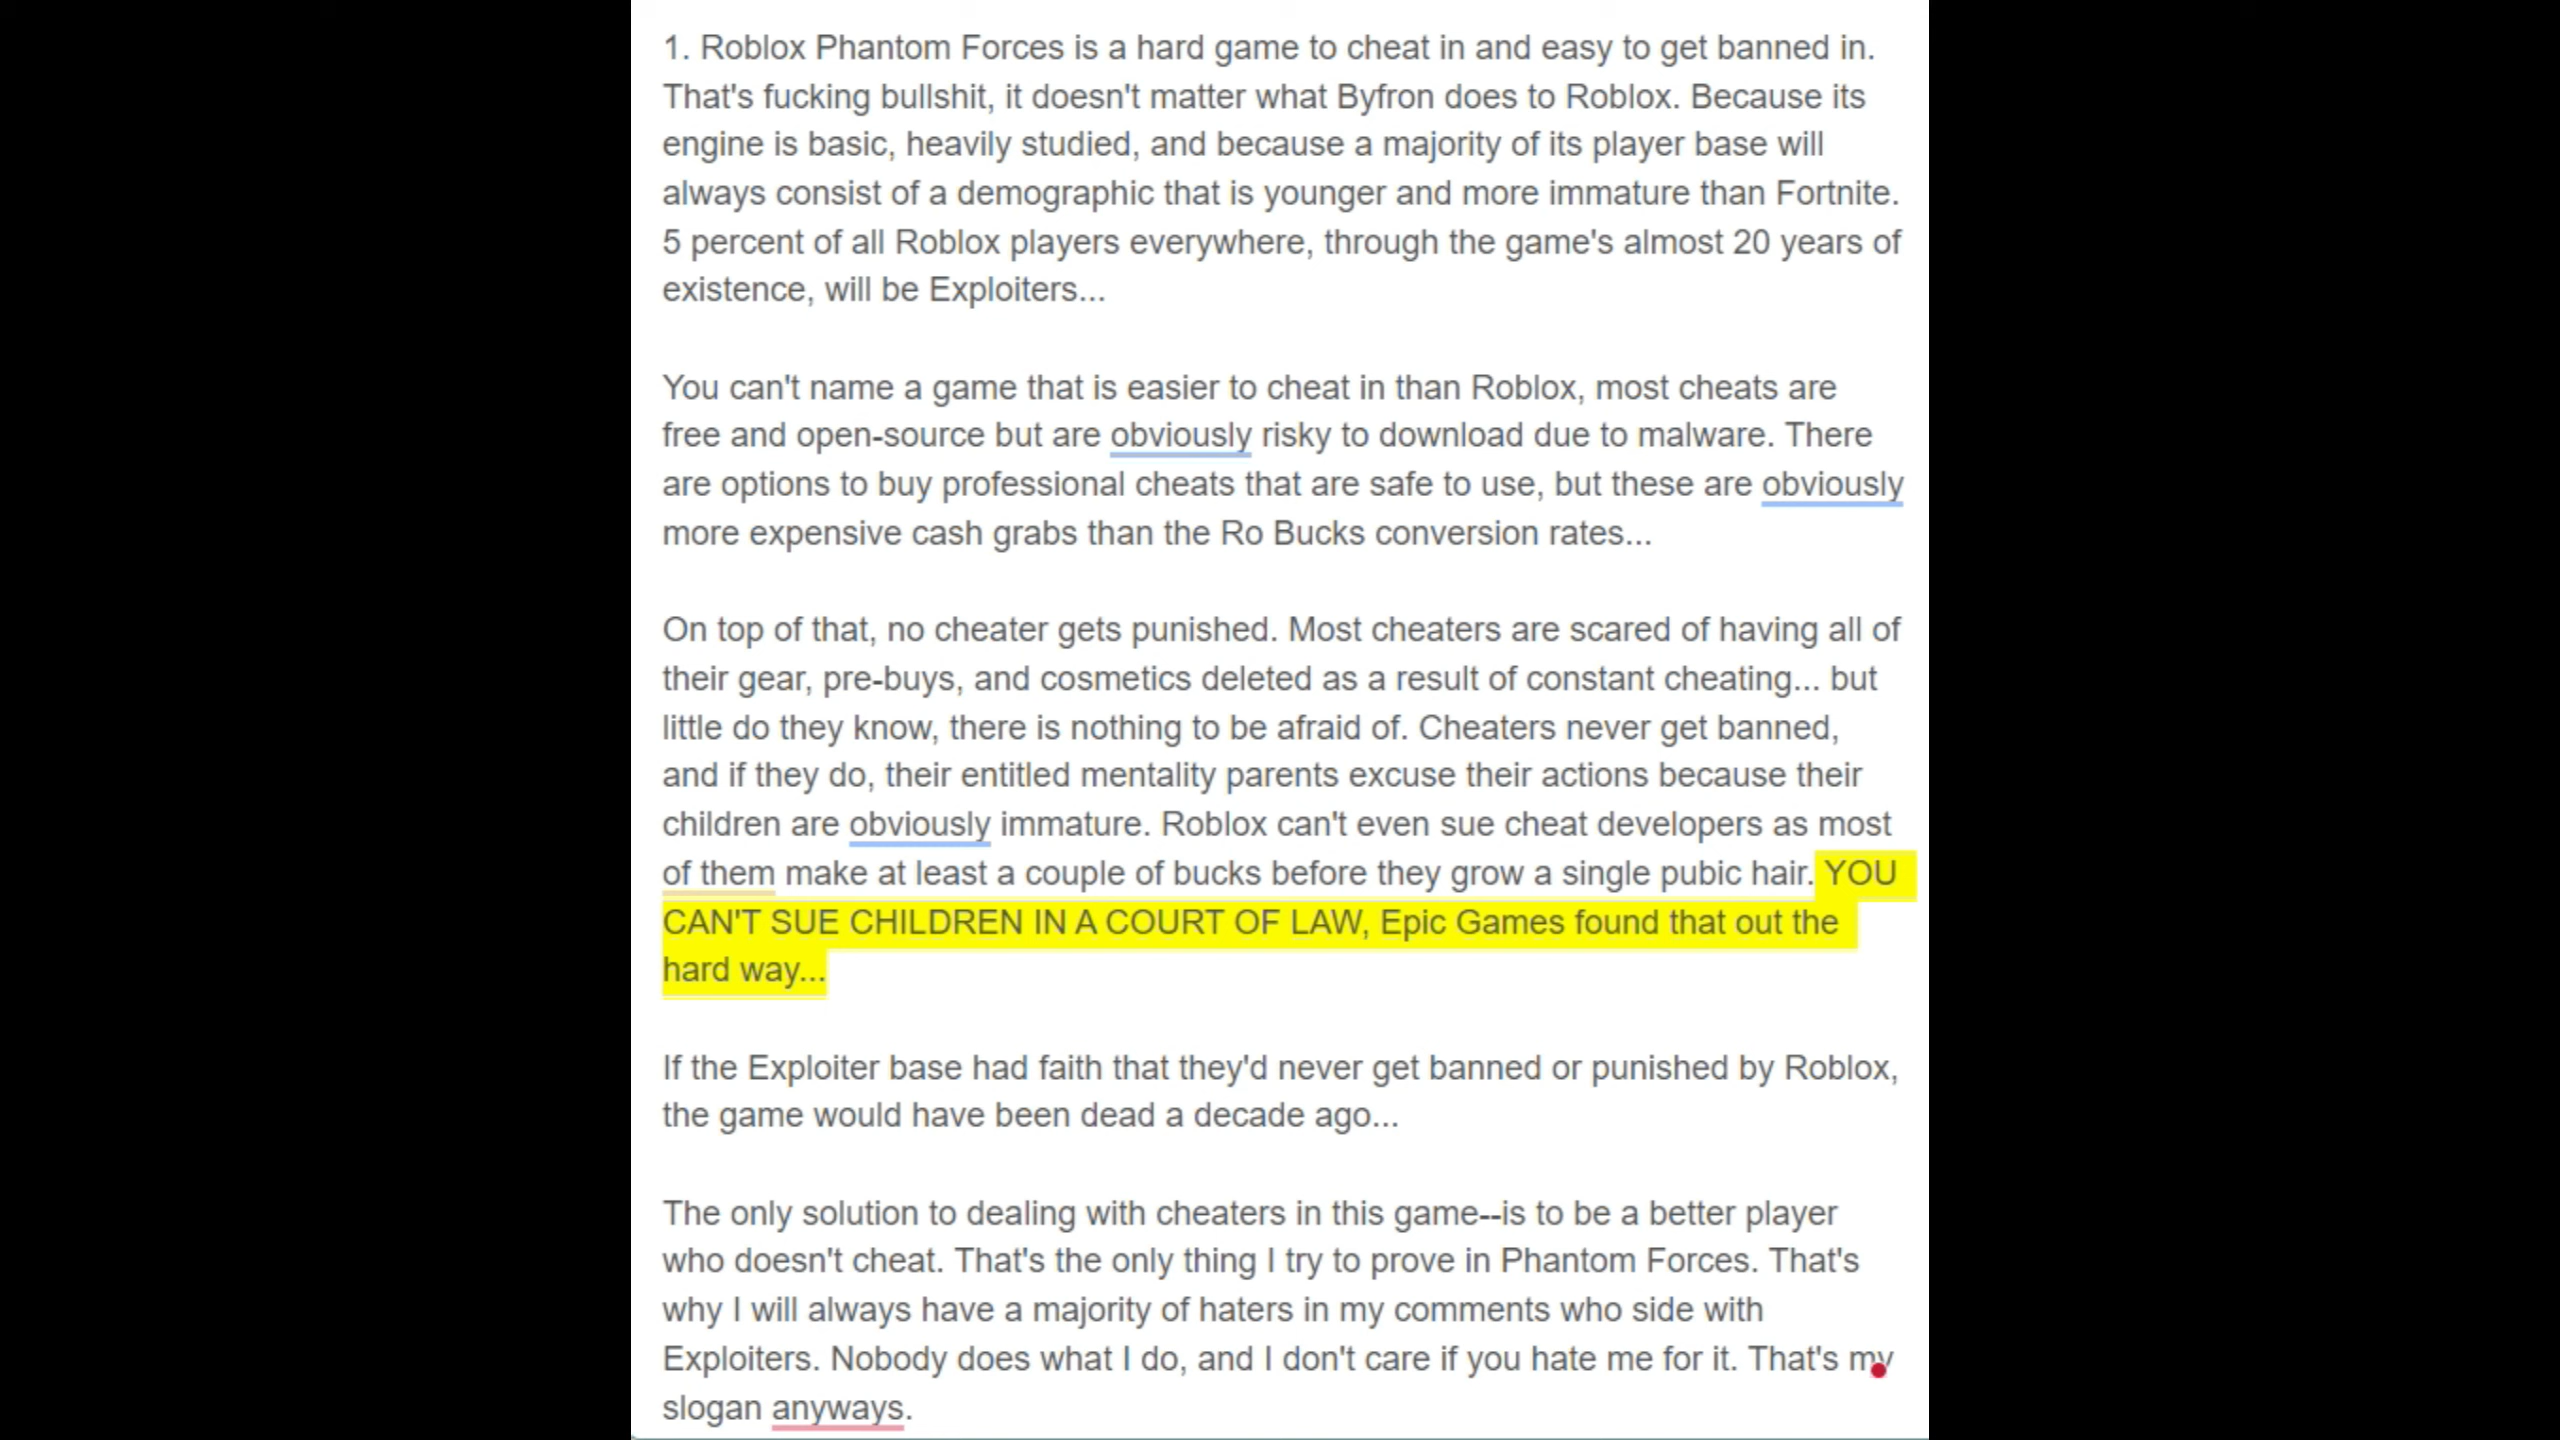 1. Roblox Phantom Forces is a hard game to cheat in and easy to get banned in.
That's fucking bullshit, it doesn't matter what Byfron does to Roblox. Because its
engine is basic, heavily studied, and because a majority of its player base will
always consist of a demographic that is younger and more immature than Fortnite.
5 percent of all Roblox players everywhere, through the game's almost 20 years of
existence, will be Exploiters...
You can't name a game that is easier to cheat in than Roblox, most cheats are
free and open-source but are obviously risky to download due to malware. There
are options to buy professional cheats that are safe to use, but these are obviously
more expensive cash grabs than the Ro Bucks conversion rates...
On top of that, no cheater gets punished. Most cheaters are scared of having all of
their gear, pre-buys, and cosmetics deleted as a result of constant cheating... but
little do they know, there is nothing to be afraid of. Cheaters never get banned,
and if they do, their entitled mentality parents excuse their actions because their
children are obviously immature. Roblox can't even sue cheat developers as most
of them make at least a couple of bucks before they grow a single pubic hair. YOU
CAN'T SUE CHILDREN IN A COURT OF LAW, Epic Games found that out the
hard way...
If the Exploiter base had faith that they'd never get banned or punished by Roblox,
the game would have been dead a decade ago...
The only solution to dealing with cheaters in this game--is to be a better player
who doesn't cheat. That's the only thing I try to prove in Phantom Forces. That's
why I will always have a majority of haters in my comments who side with
Exploiters. Nobody does what I do, and I don't care if you hate me for it. That's my
slogan anyways.